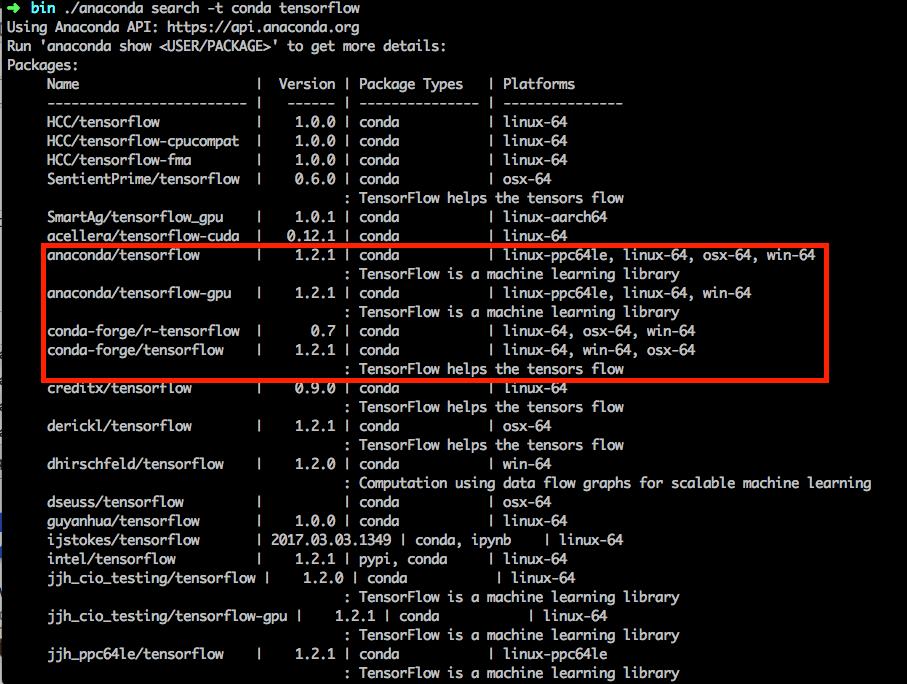 ➜ bin ./anaconda search -t conda tensorflow
Using Anaconda API: https://api.anaconda.org
Run 'anaconda show <USER/PACKAGE>' to get more details:
Packages:
Name | Version | Package Types | Platforms
------------------------- | ------ | --------------- | ---------------
HCC/tensorflow | 1.0.0 | conda | linux-64
HCC/tensorflow-cpucompat | 1.0.0 | conda | linux-64
HCC/tensorflow-fma | 1.0.0 | conda | linux-64
SentientPrime/tensorflow | 0.6.0 | conda | osx-64
: TensorFlow helps the tensors flow
SmartAg/tensorflow_gpu | 1.0.1 | conda | linux-aarch64
acellera/tensorflow-cuda | 0.12.1 | conda | linux-64
anaconda/tensorflow | 1.2.1 | conda | linux-ppc64le, linux-64, osx-64, win-64
: TensorFlow is a machine learning library
anaconda/tensorflow-gpu | 1.2.1 | conda | linux-ppc64le, linux-64, win-64
: TensorFlow is a machine learning library
conda-forge/r-tensorflow | 0.7 | conda | linux-64, osx-64, win-64
conda-forge/tensorflow | 1.2.1 | conda | linux-64, win-64, osx-64
: TensorFlow helps the tensors flow
creditx/tensorflow | 0.9.0 | conda | linux-64
: TensorFlow helps the tensors flow
derickl/tensorflow | 1.2.1 | conda | osx-64
: TensorFlow helps the tensors flow
dhirschfeld/tensorflow | 1.2.0 | conda | win-64
: Computation using data flow graphs for scalable machine learning
dseuss/tensorflow | | conda | osx-64
guyanhua/tensorflow | 1.0.0 | conda | linux-64
ijstokes/tensorflow | 2017.03.03.1349 | conda, ipynb | linux-64
intel/tensorflow | 1.2.1 | pypi, conda | linux-64
jjh_cio_testing/tensorflow | 1.2.0 | conda | linux-64
: TensorFlow is a machine learning library
jjh_cio_testing/tensorflow-gpu | 1.2.1 | conda | linux-64
: TensorFlow is a machine learning library
jjh_ppc64le/tensorflow | 1.2.1 | conda | linux-ppc64le
: TensorFlow is a machine learning library